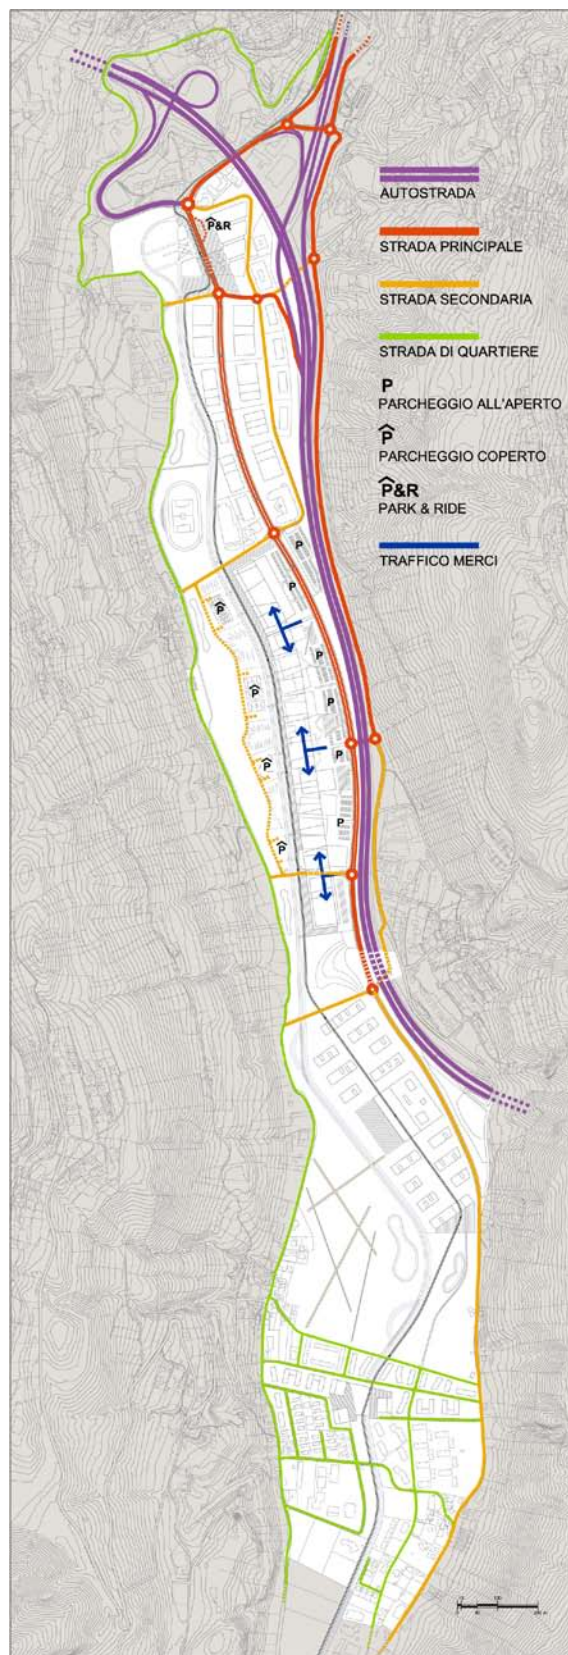 P&R
AUTOSTRADA
STRADA PRINCIPALE
STRADA SECONDARIA
STRADA DI QUARTIERE
P
PARCHEGGIO ALL'APERTO
P
PARCHEGGIO COPERTO
P&R
PARK & RIDE
TRAFFICO MERCI
P
P
P
P
P
P
P
P
P
P